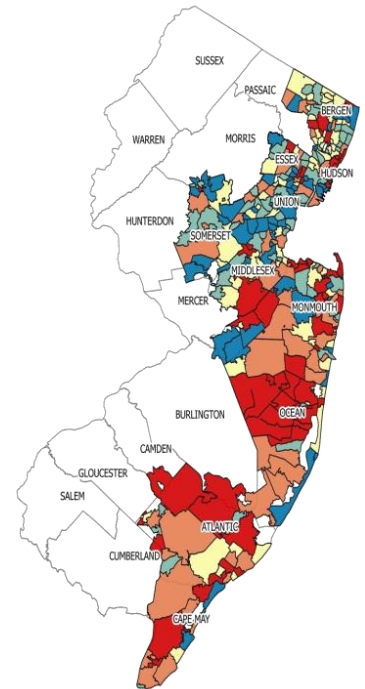 SUSSEX
PASSAIC
BERGEN
WARREN
MORRIS
ESSEX
HUDSON
UNION
HUNTERDON
SOMERSET
MIDDLESEX
MERCER
MONMOUTH
BURLINGTON
OCEAN
CAMDEN
GLOUCESTER
SALEM
ATLANTIC
CUMBERLAND
CAPE MAY